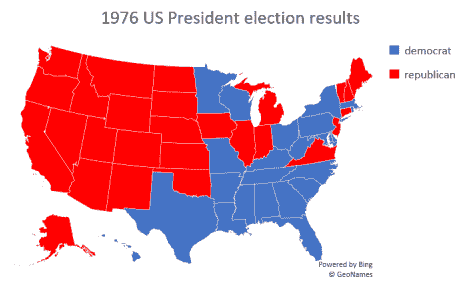 1976 US President election results
democrat
republican
Powered by Bing
© GeoNames